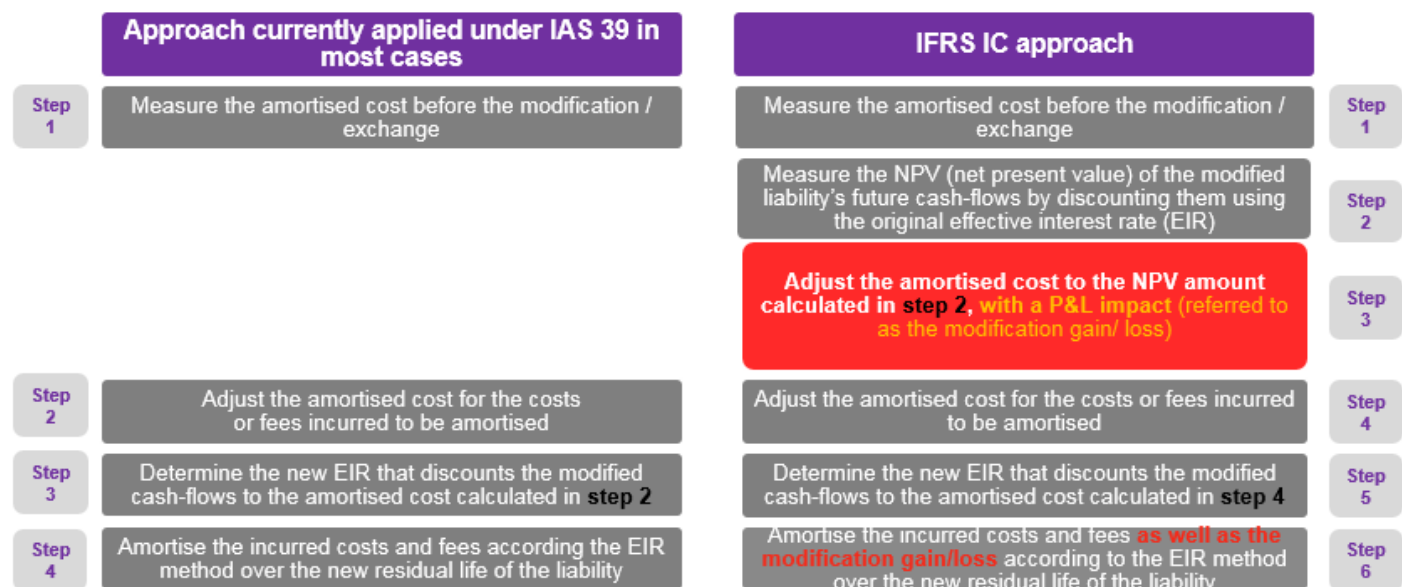 Approach currently applied under IAS 39 in
most cases
Step
1
Measure the amortised cost before the modification /
exchange
Step
2
Adjust the amortised cost for the costs
or fees incurred to be amortised
Step
3
Determine the new EIR that discounts the modified
cash-flows to the amortised cost calculated in step 2
Step
4
Amortise the incurred costs and fees according the EIR
method over the new residual life of the liability
IFRS IC approach
Measure the amortised cost before the modification /
exchange
Step
1
Measure the NPV (net present value) of the modified
liability's future cash-flows by discounting them using
the original effective interest rate (EIR)
Step
2
Adjust the amortised cost to the NPV amount
calculated in step 2, with a P&L impact (referred to
as the modification gain/ loss)
Step
3
Adjust the amortised cost for the costs or fees incurred
to be amortised
Step
4
Determine the new EIR that discounts the modified
cash-flows to the amortised cost calculated in step 4
Step
5
Amortise the incurred costs and fees as well as the
modification gain/loss according to the EIR method
over the new residual life of the liability
Step
6